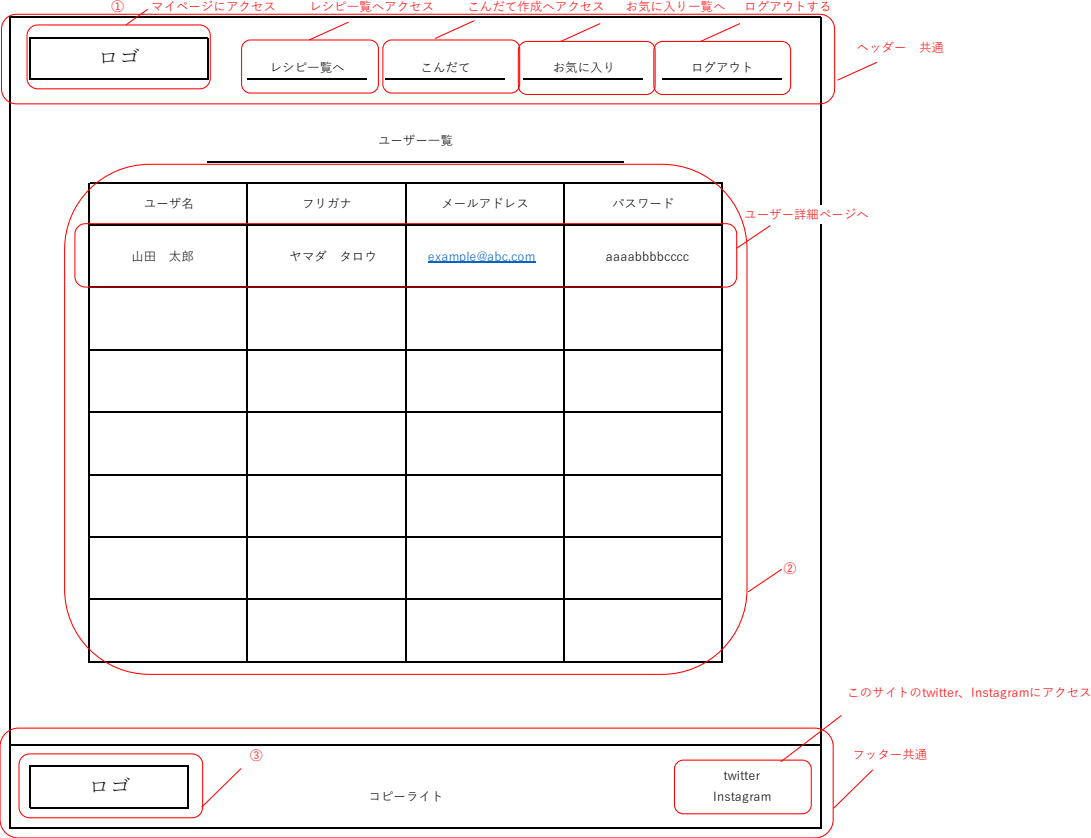 ① マイページにアクセス レシピ一覧へアクセス こんだて作成へアクセス お気に入り一覧へ ログアウトする
ロゴ
レシピ一覧へ こんだて お気に入り ログアウト
ヘッダー　共通
ユーザー一覧
ユーザ名 フリガナ メールアドレス パスワード
ユーザー詳細ページへ
山田　太郎 ヤマダ　タロウ example@abc.com aaaabbbbcccc
②
このサイトのtwitter、Instagramにアクセス
③
フッター共通
ロゴ
コピーライト
twitter
Instagram